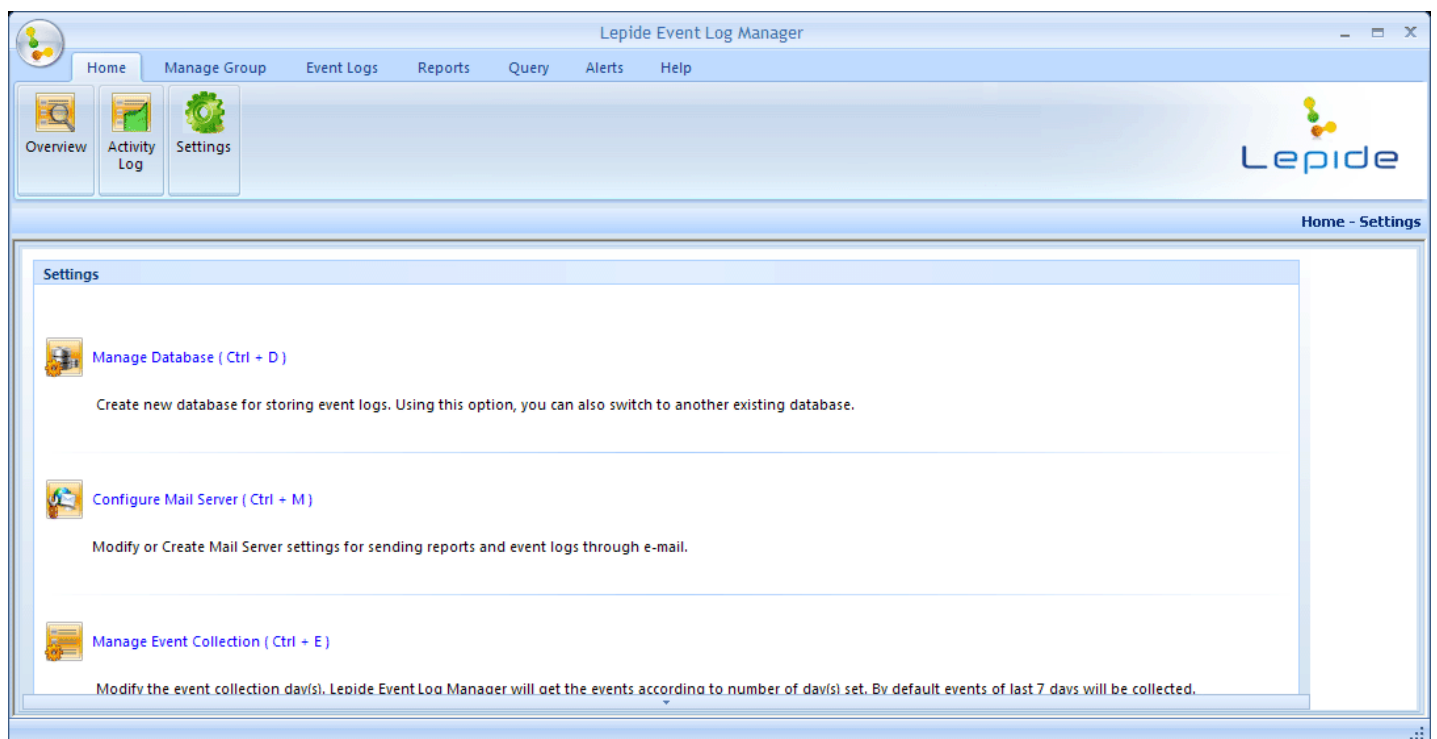 Lepide Event Log Manager
Home Manage Group Event Logs Reports Query Alerts Help
Overview
Activity
Log
Settings
Lepide
Home - Settings
Settings
Manage Database ( Ctrl + D )
Create new database for storing event logs. Using this option, you can also switch to another existing database.
Configure Mail Server ( Ctrl + M )
Modify or Create Mail Server settings for sending reports and event logs through e-mail.
Manage Event Collection ( Ctrl + E )
Modify the event collection day(s). Lepide Event Log Manager will get the events according to number of day(s) set. By default events of last 7 days will be collected.